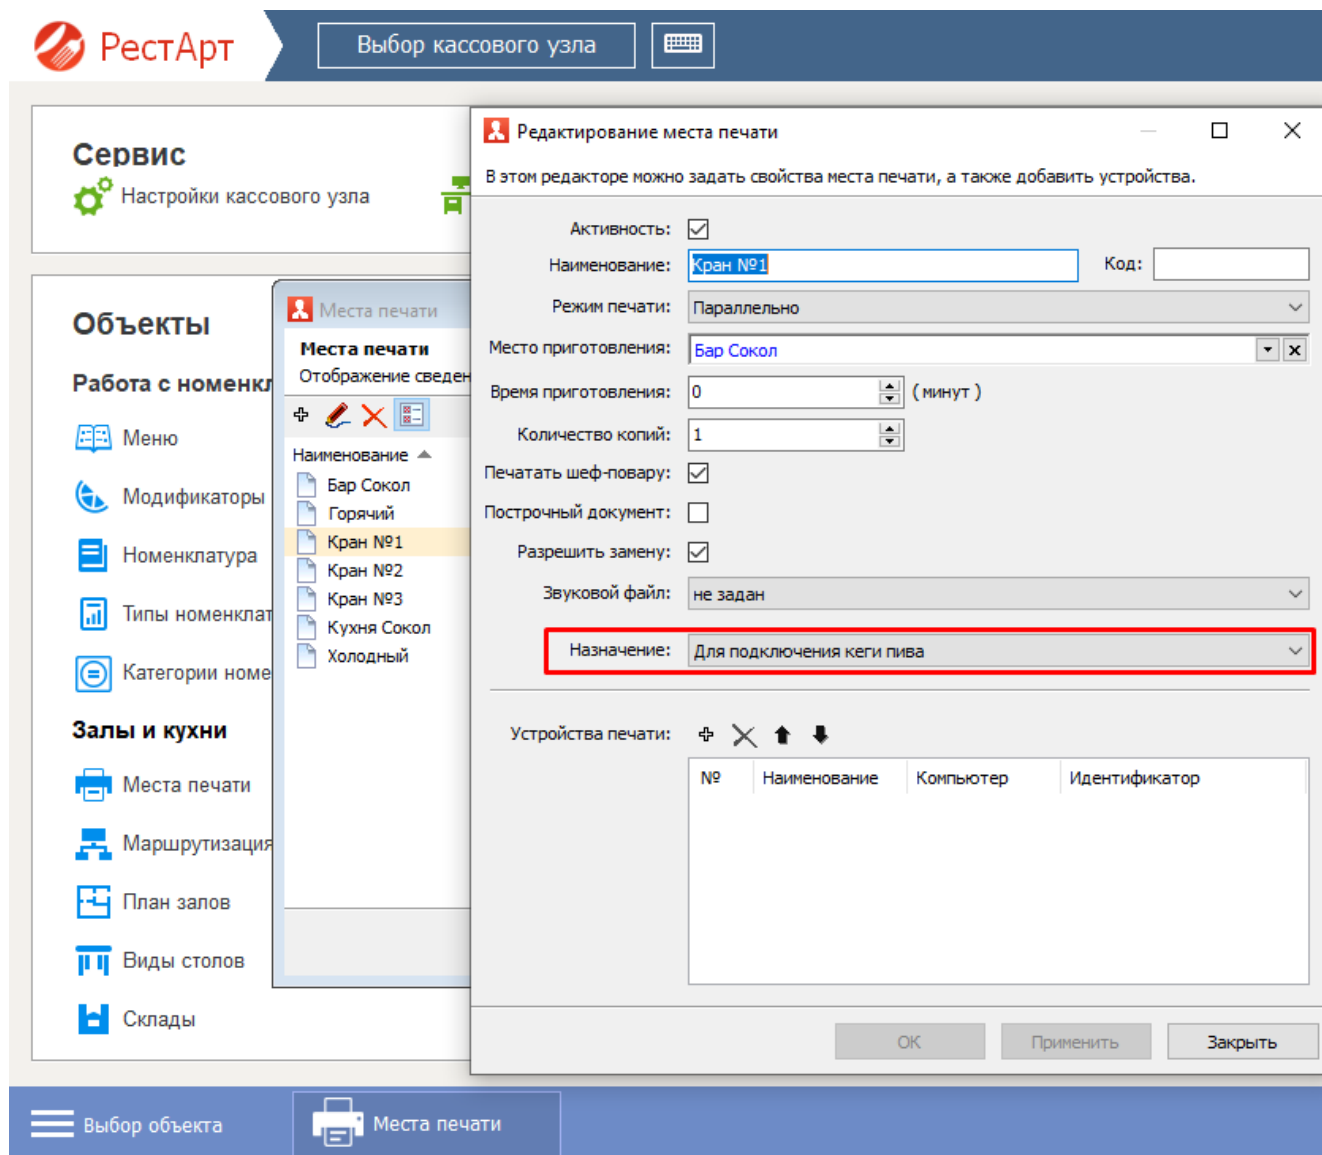 РестАрт
Выбор кассового узла
Сервис
Настройки кассового узла
Объекты
Работа с номенкл
Меню
Модификаторы
Номенклатура
Типы номенклат
Категории номе
Залы и кухни
Места печати
Маршрутизация
План залов
Виды столов
Склады
Места печати
Места печати
Отображение сведен
Наименование
Бар Сокол
Горячий
Кран №1
Кран №2
Кран №3
Кухня Сокол
Холодный
Редактирование места печати
В этом редакторе можно задать свойства места печати, а также добавить устройства.
Активность:
Наименование: Кран №1 Код:
Режим печати: Параллельно
Место приготовления: Бар Сокол
Время приготовления: 0 (минут)
Количество копий: 1
Печатать шеф-повару:
Построчный документ:
Разрешить замену:
Звуковой файл: не задан
Назначение: Для подключения кеги пива
Устройства печати:
№ Наименование Компьютер Идентификатор
ОК Применить Закрыть
Выбор объекта Места печати